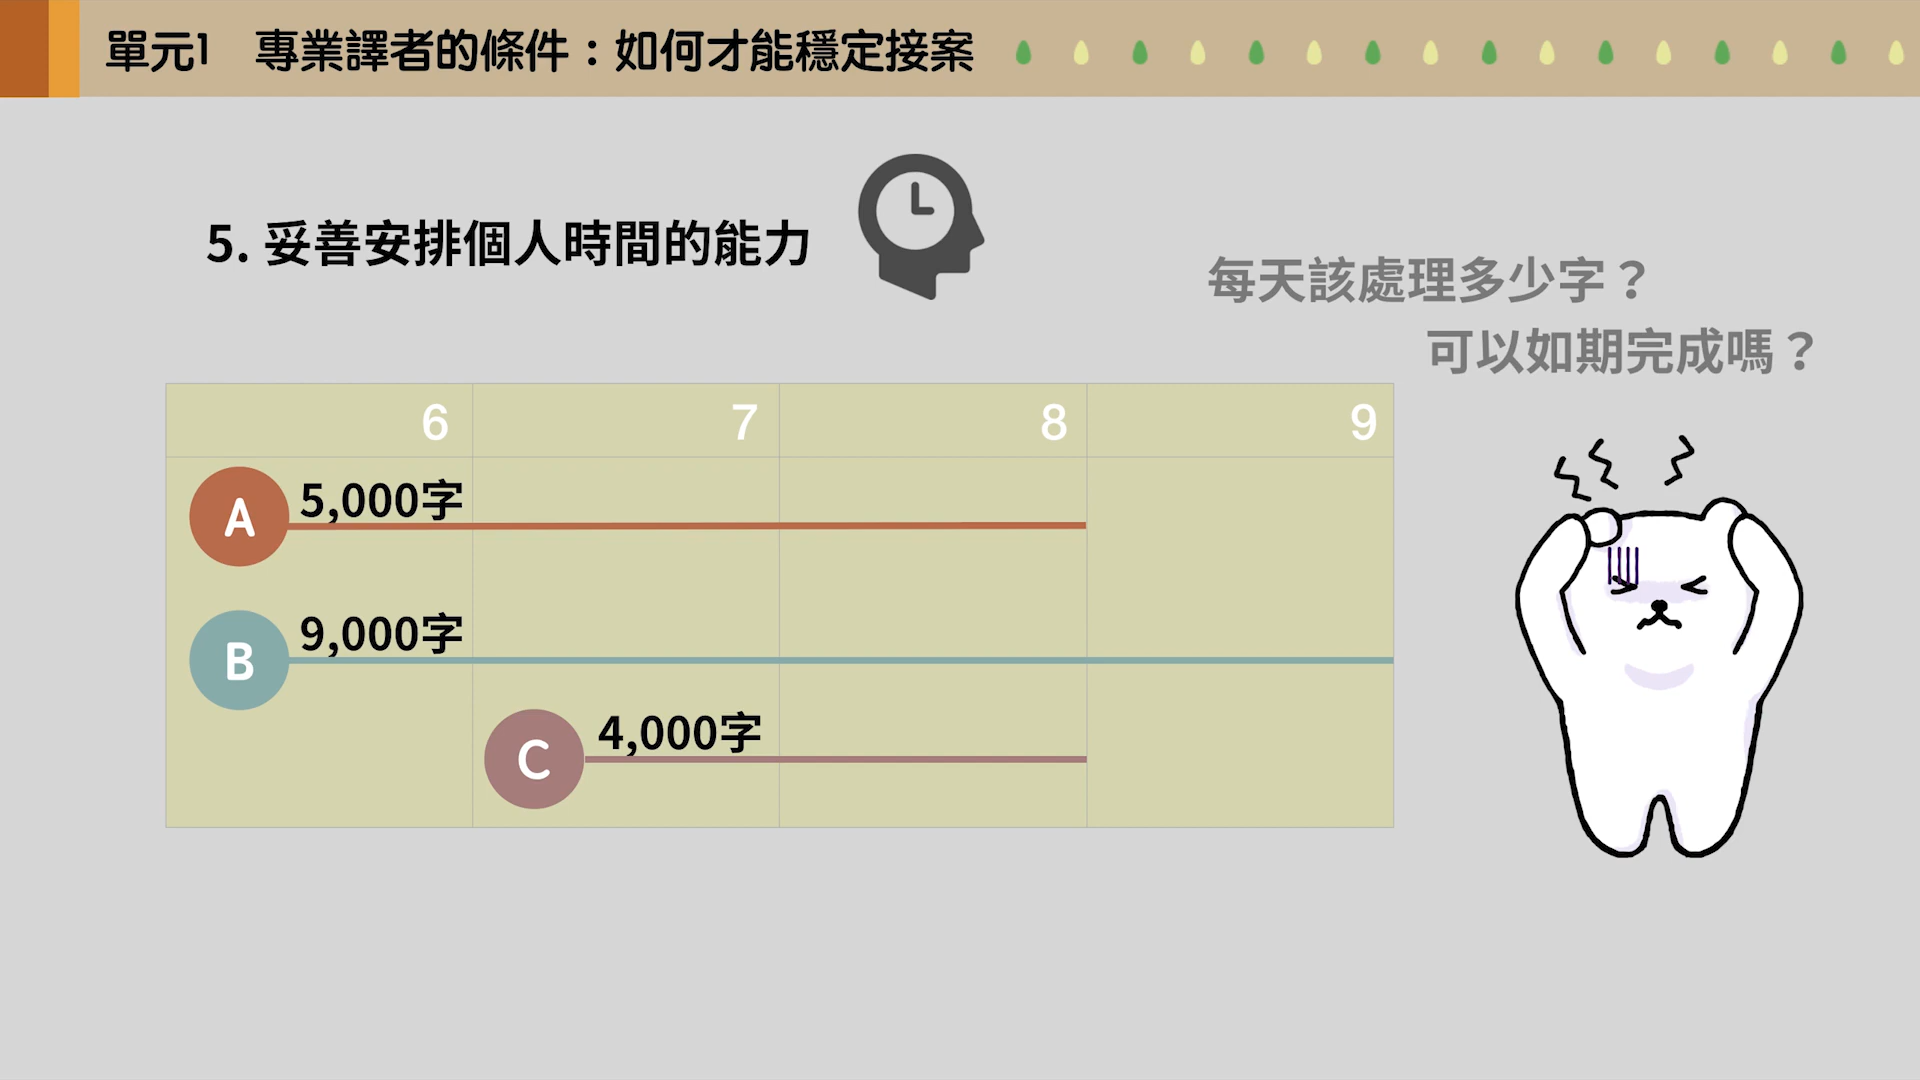 單元1 專業譯者的條件：如何才能穩定接案
5. 妥善安排個人時間的能力
每天該處理多少字？
可以如期完成嗎？
6 7 8 9
A 5,000字
B 9,000字
C 4,000字